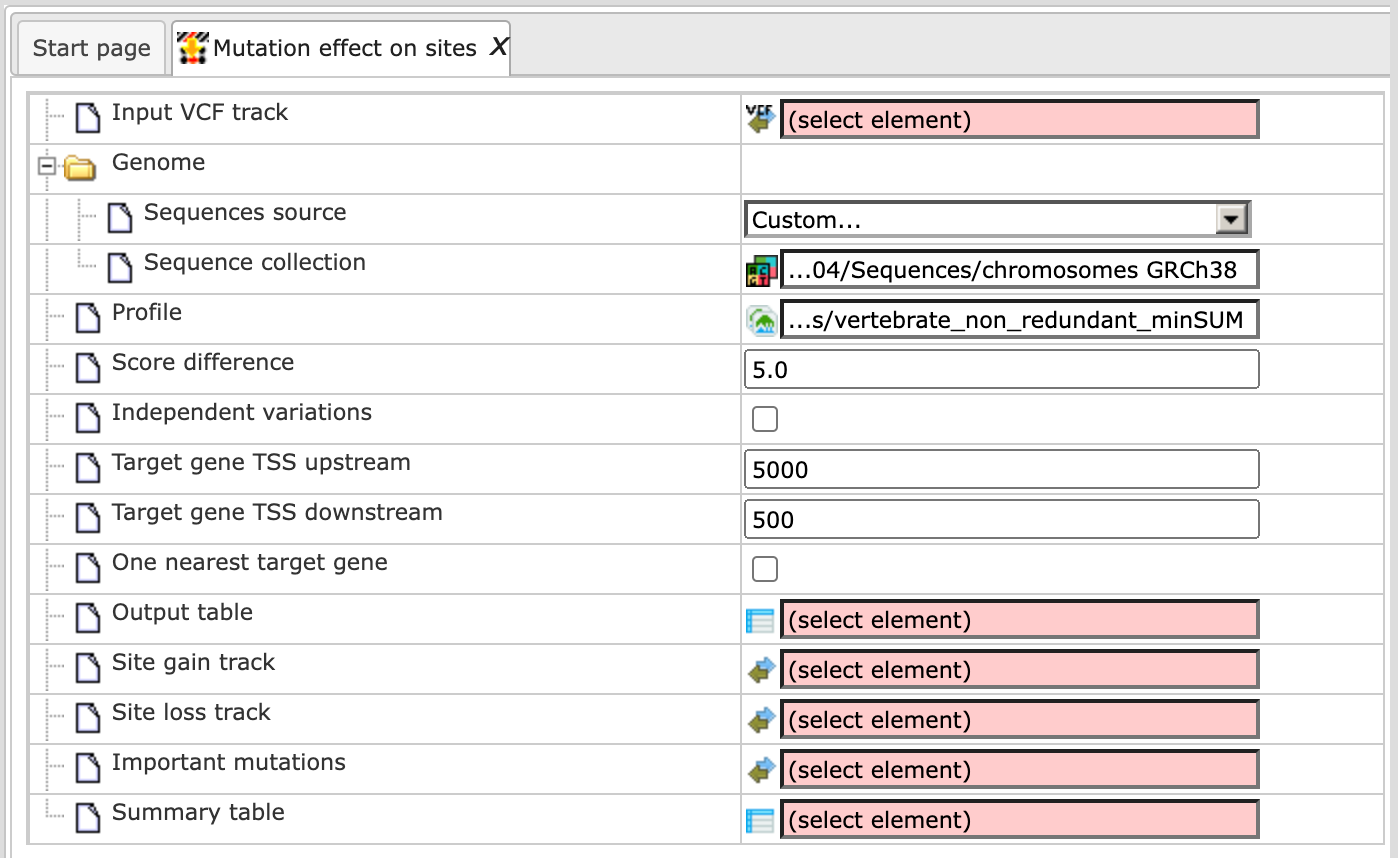 Start page
Mutation effect on sites X
Input VCF track
VCF (select element)
Genome
Sequences source
Custom...
Sequence collection
...04/Sequences/chromosomes GRCh38
Profile
...s/vertebrate_non_redundant_minSUM
Score difference
5.0
Independent variations
Target gene TSS upstream
5000
Target gene TSS downstream
500
One nearest target gene
Output table
(select element)
Site gain track
(select element)
Site loss track
(select element)
Important mutations
(select element)
Summary table
(select element)